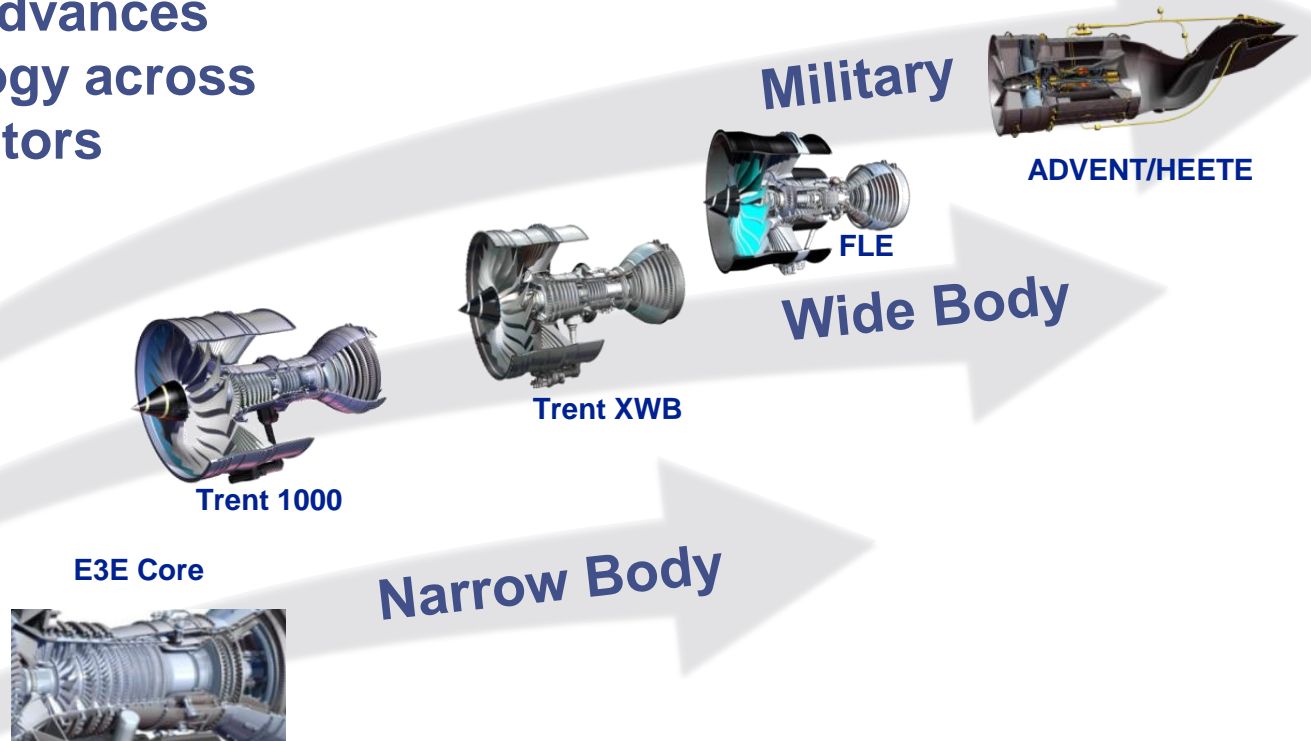 dvances
ogy across
tors
Military
ADVENT/HEETE
FLE
Wide Body
Trent XWB
Trent 1000
E3E Core
Narrow Body